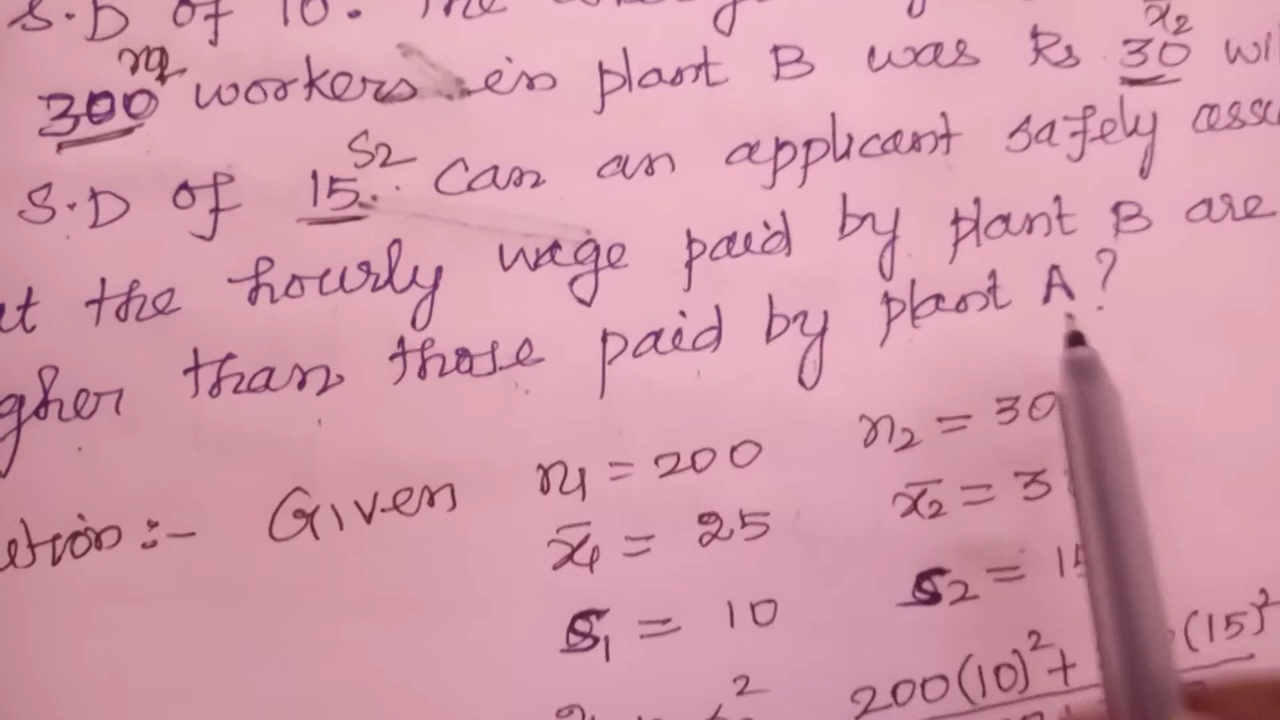 S.D of 10. The
n2 x̄2
300 workers in plant B was Rs 30
S2
S.D of 15. Can an applicant safely
the hourly wage paid by plant B are
than those paid by plant A?
Given n1 = 200 n2 = 30
x̄1 = 25 x̄2 = 3
S1 = 10 S2 = 1
200(10)²+ (15)²
2